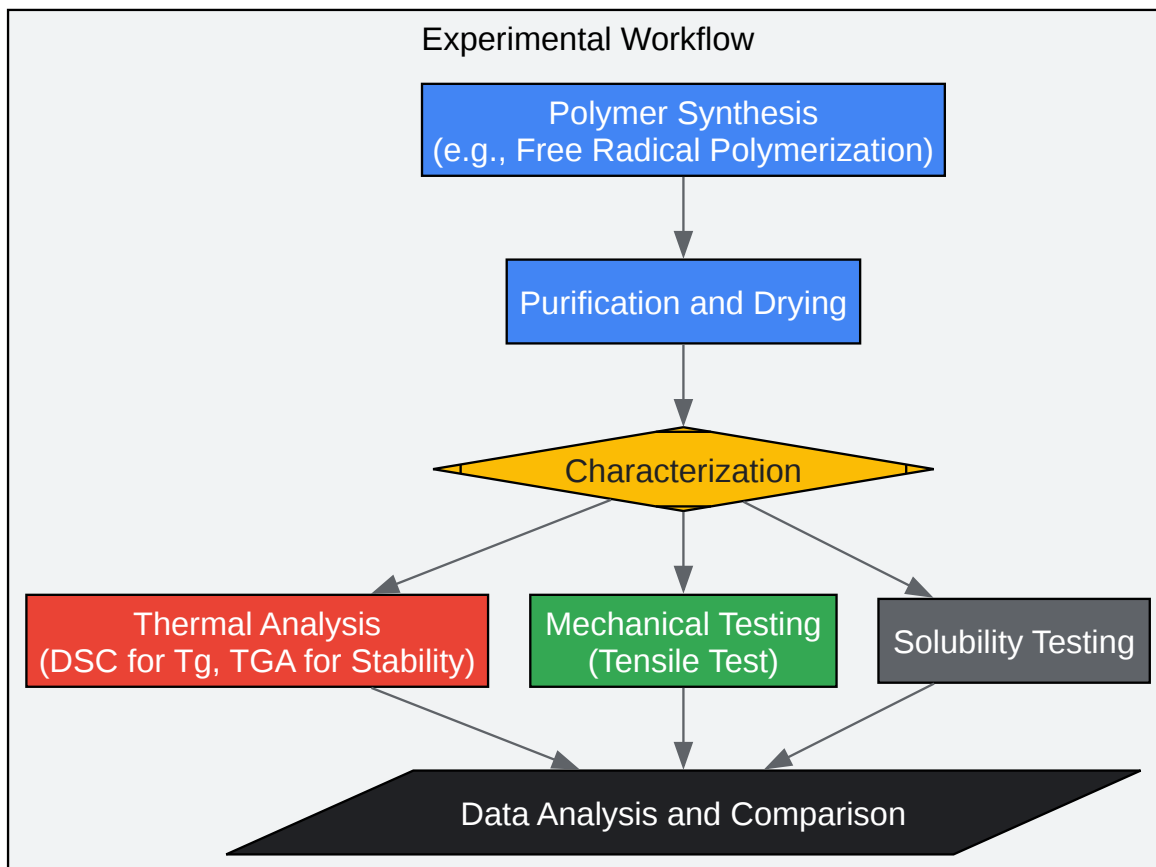 Experimental Workflow
Polymer Synthesis
(e.g., Free Radical Polymerization)
Purification and Drying
Characterization
Thermal Analysis
(DSC for Tg, TGA for Stability)
Mechanical Testing
(Tensile Test)
Solubility Testing
Data Analysis and Comparison